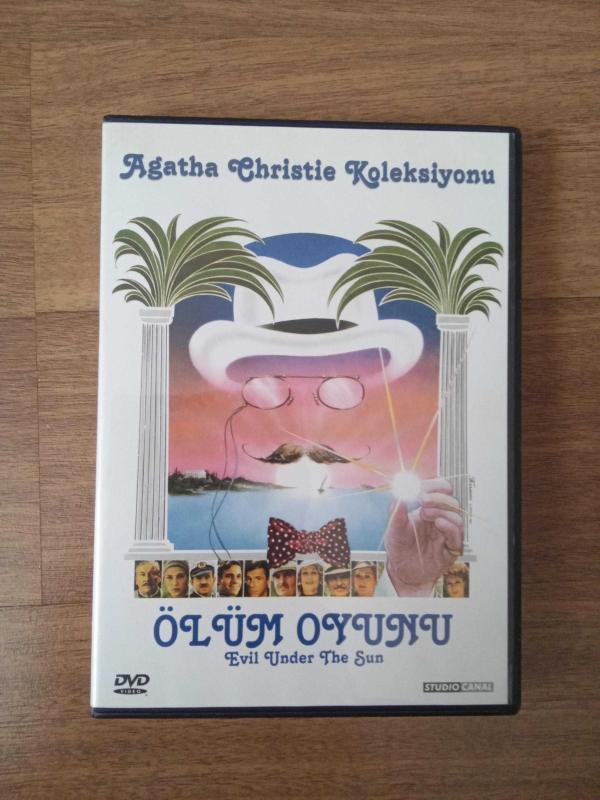 Agatha Christie Koleksiyonu
ÖLÜM OYUNU
Evil Under The Sun
DVD
VIDEO
STUDIO CANAL